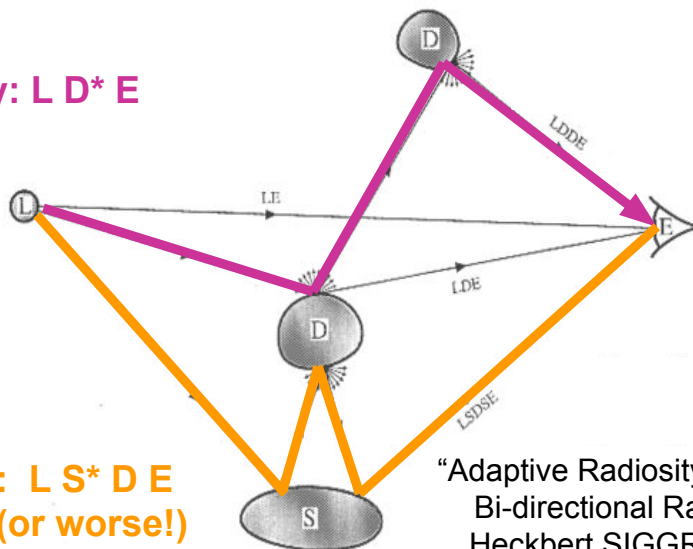 D
y: L D* E
LDDE
L
LE
E
LDE
D
LSDSE
: L S* D E
(or worse!)
S
“Adaptive Radiosity
Bi-directional Ra
Heckbert SIGGR